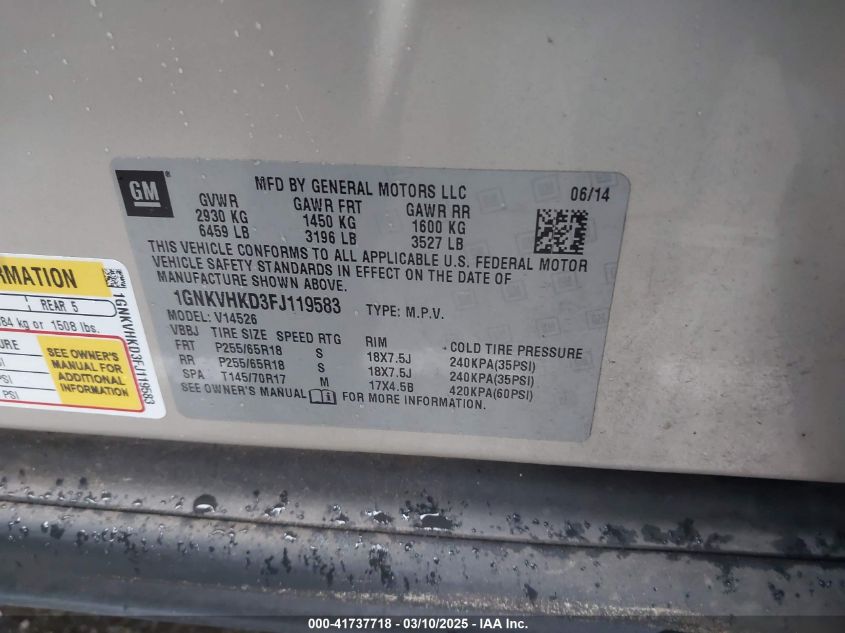 GM
MFD BY GENERAL MOTORS LLC 06/14
GVWR GAWR FRT GAWR RR
2930 KG 1450 KG 1600 KG
6459 LB 3196 LB 3527 LB
THIS VEHICLE CONFORMS TO ALL APPLICABLE U.S. FEDERAL MOTOR
VEHICLE SAFETY STANDARDS IN EFFECT ON THE DATE OF
MANUFACTURE SHOWN ABOVE.
1GNKVHKD3FJ119583 TYPE: M.P.V.
MODEL: V14526
VBBJ TIRE SIZE SPEED RTG RIM COLD TIRE PRESSURE
FRT P255/65R18 S 18X7.5J 240KPA(35PSI)
RR P255/65R18 S 18X7.5J 240KPA(35PSI)
SPA T145/70R17 M 17X4.5B 420KPA(60PSI)
SEE OWNER'S MANUAL FOR MORE INFORMATION.
REAR 5
kg or 1508 lbs.
SEE OWNER'S
MANUAL FOR
ADDITIONAL
INFORMATION
PSI
1GNKVHKD3FJ119583
000-41737718 - 03/10/2025 - IAA Inc.